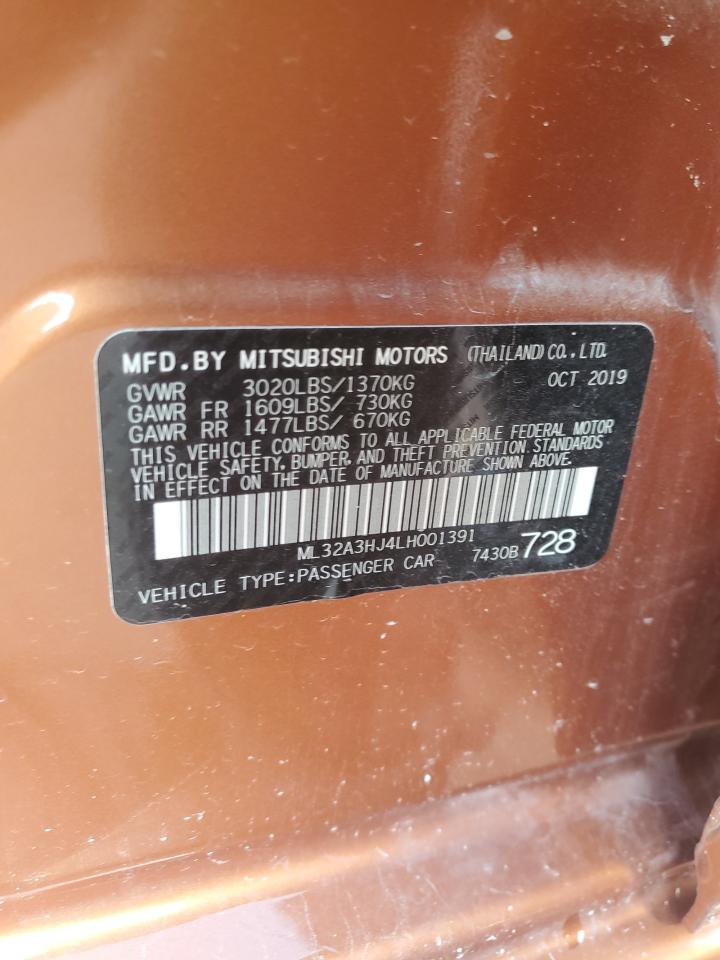 MFD.BY MITSUBISHI MOTORS (THAILAND) CO.,LTD.
GVWR 3020LBS/1370KG OCT 2019
GAWR FR 1609LBS/ 730KG
GAWR RR 1477LBS/ 670KG
THIS VEHICLE CONFORMS TO ALL APPLICABLE FEDERAL MOTOR
VEHICLE SAFETY, BUMPER, AND THEFT PREVENTION STANDARDS
IN EFFECT ON THE DATE OF MANUFACTURE SHOWN ABOVE.
ML32A3HJ4LH001391
VEHICLE TYPE:PASSENGER CAR 7430B 728